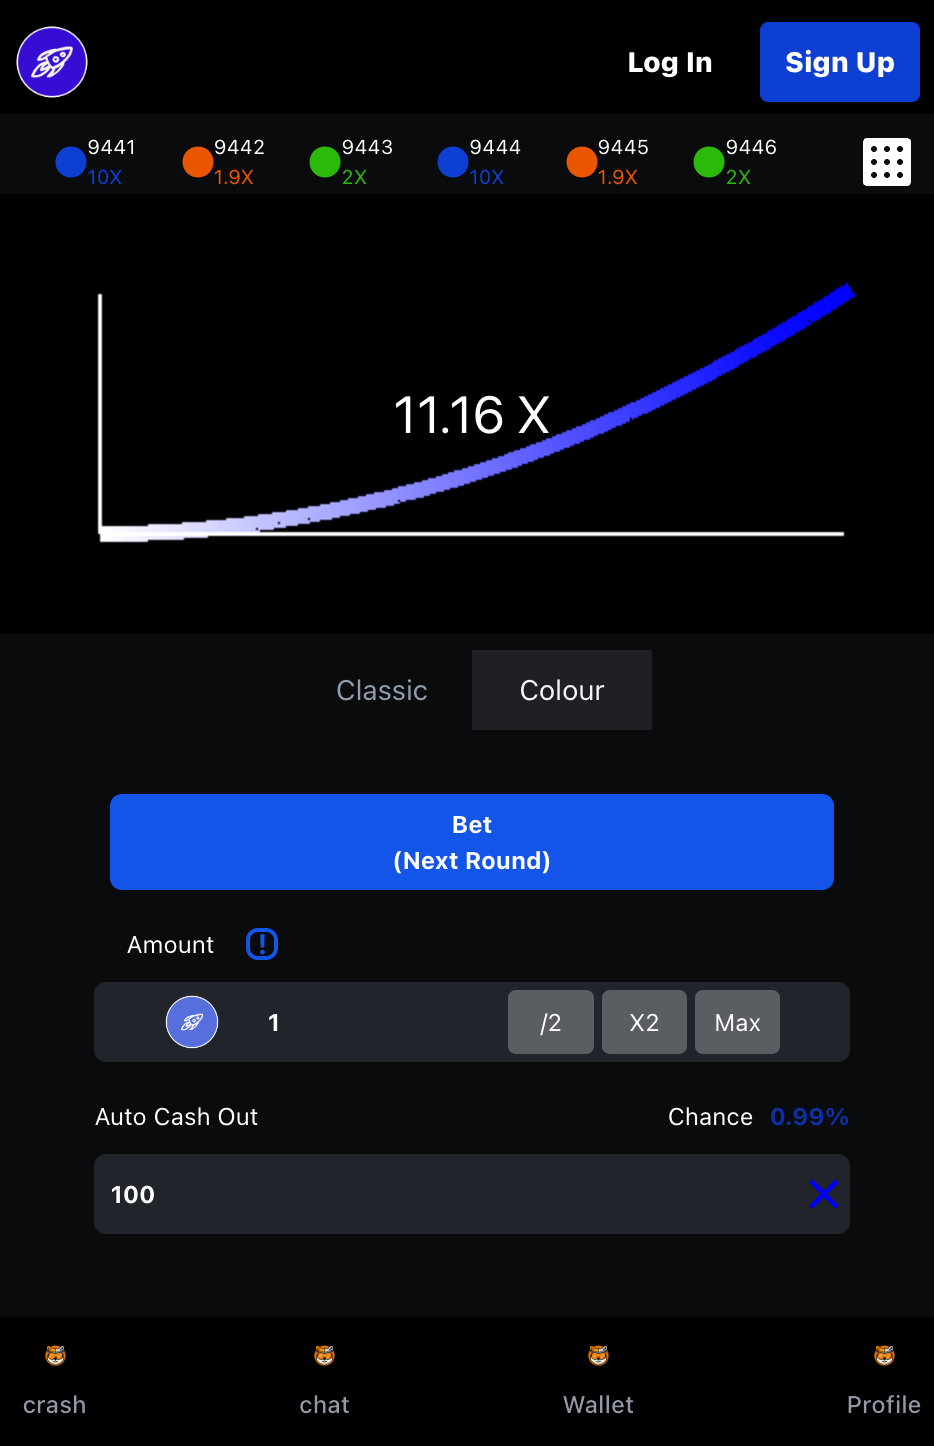 Log In
Sign Up
9441
10X
9442
1.9X
9443
2X
9444
10X
9445
1.9X
9446
2X
11.16 X
Classic
Colour
Bet
(Next Round)
Amount
1
/2
X2
Max
Auto Cash Out
Chance 0.99%
100
crash
chat
Wallet
Profile